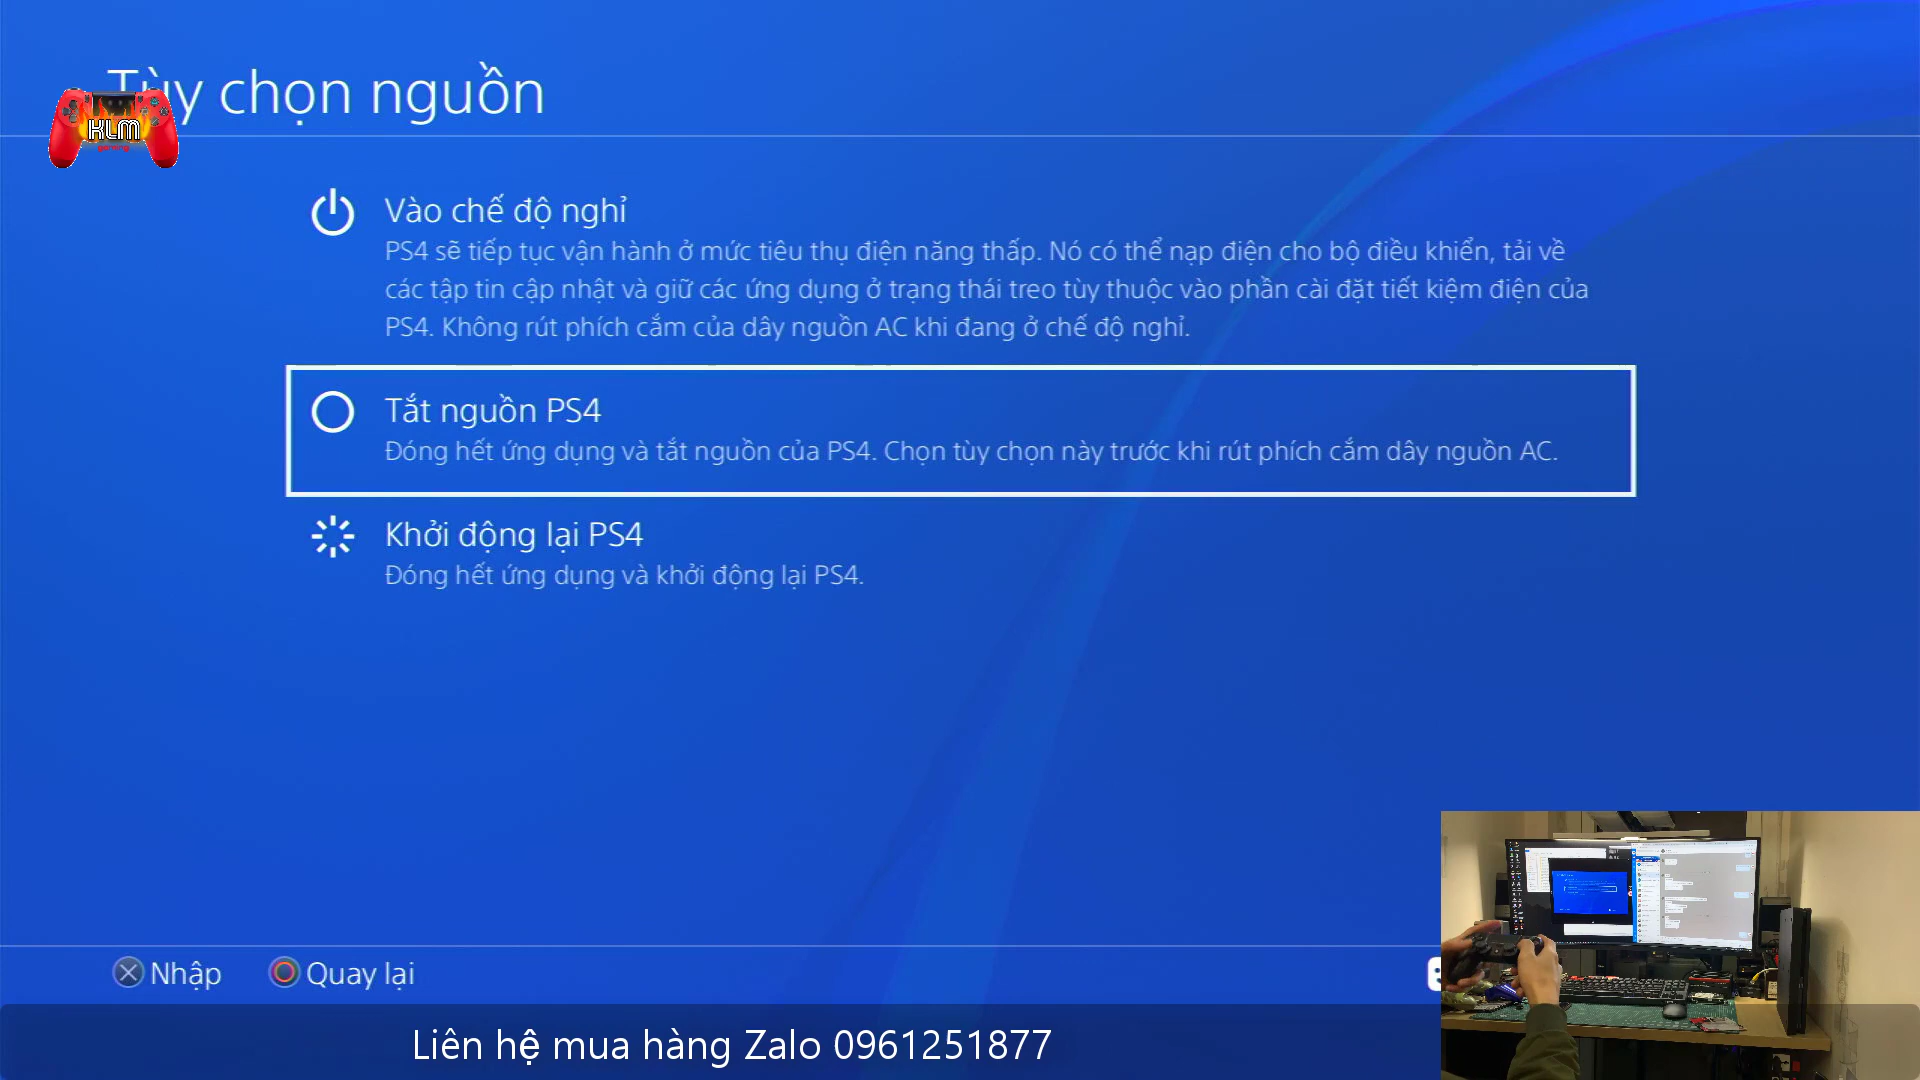 Tùy chọn nguồn
KLM
gaming
Vào chế độ nghỉ
PS4 sẽ tiếp tục vận hành ở mức tiêu thụ điện năng thấp. Nó có thể nạp điện cho bộ điều khiển, tải về
các tập tin cập nhật và giữ các ứng dụng ở trạng thái treo tùy thuộc vào phần cài đặt tiết kiệm điện của
PS4. Không rút phích cắm của dây nguồn AC khi đang ở chế độ nghỉ.
Tắt nguồn PS4
Đóng hết ứng dụng và tắt nguồn của PS4. Chọn tùy chọn này trước khi rút phích cắm dây nguồn AC.
Khởi động lại PS4
Đóng hết ứng dụng và khởi động lại PS4.
Nhập Quay lại
Liên hệ mua hàng Zalo 0961251877